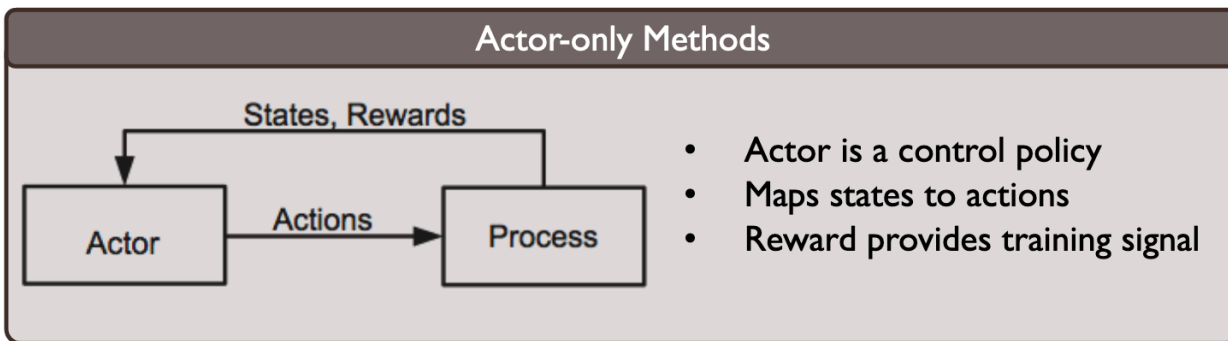 Actor-only Methods
States, Rewards
Actor
Actions
Process
• Actor is a control policy
• Maps states to actions
• Reward provides training signal